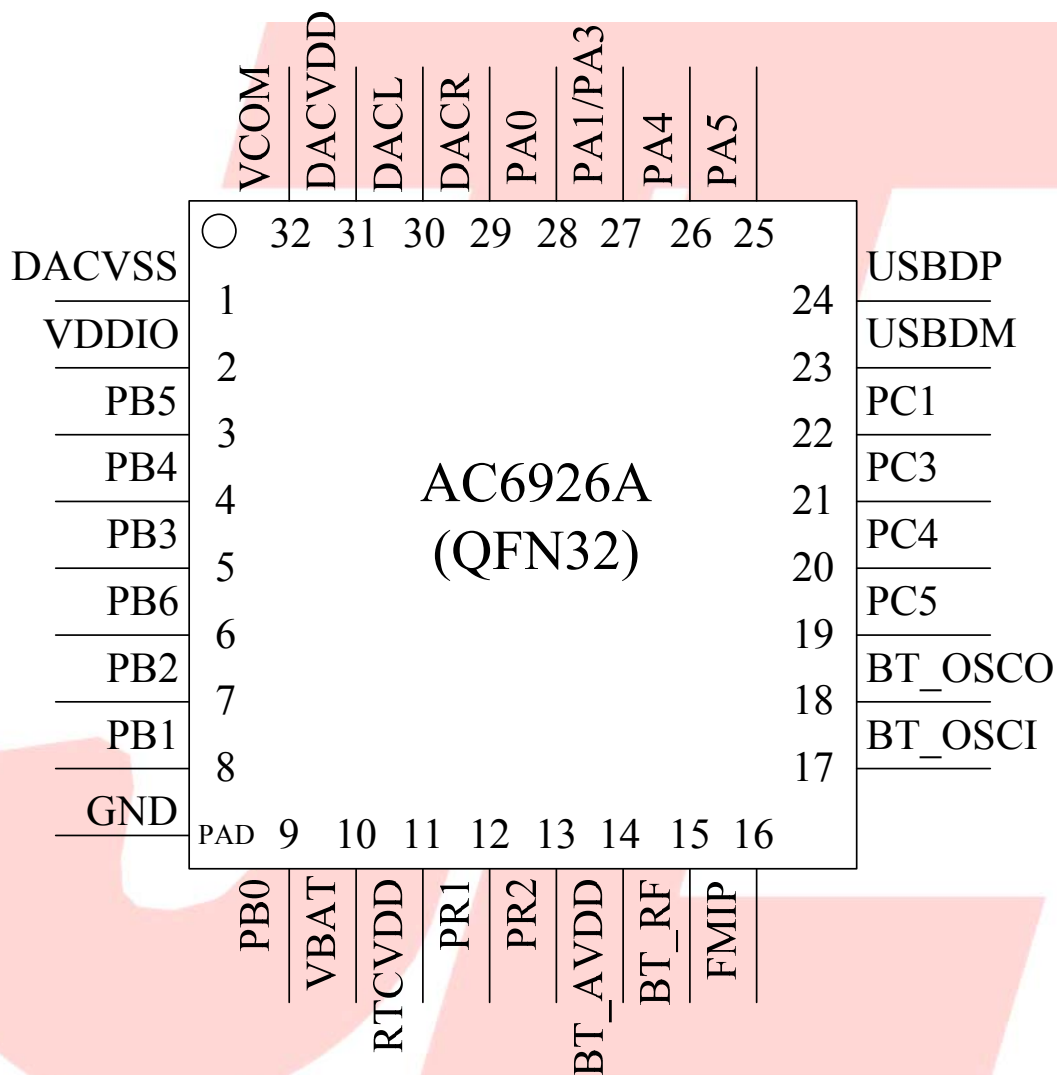 VCOM
DACVDD
DACL
DACR
PA0
PA1/PA3
PA4
PA5
32 31 30 29 28 27 26 25
DACVSS
1
VDDIO
2
PB5
3
PB4
4
PB3
5
PB6
6
PB2
7
PB1
8
GND
PAD
AC6926A
(QFN32)
USBDP
24
USBDM
23
PC1
22
PC3
21
PC4
20
PC5
19
BT_OSCO
18
BT_OSCI
17
9 10 11 12 13 14 15 16
PB0
VBAT
RTCVDD
PR1
PR2
BT_AVDD
BT_RF
FMIP